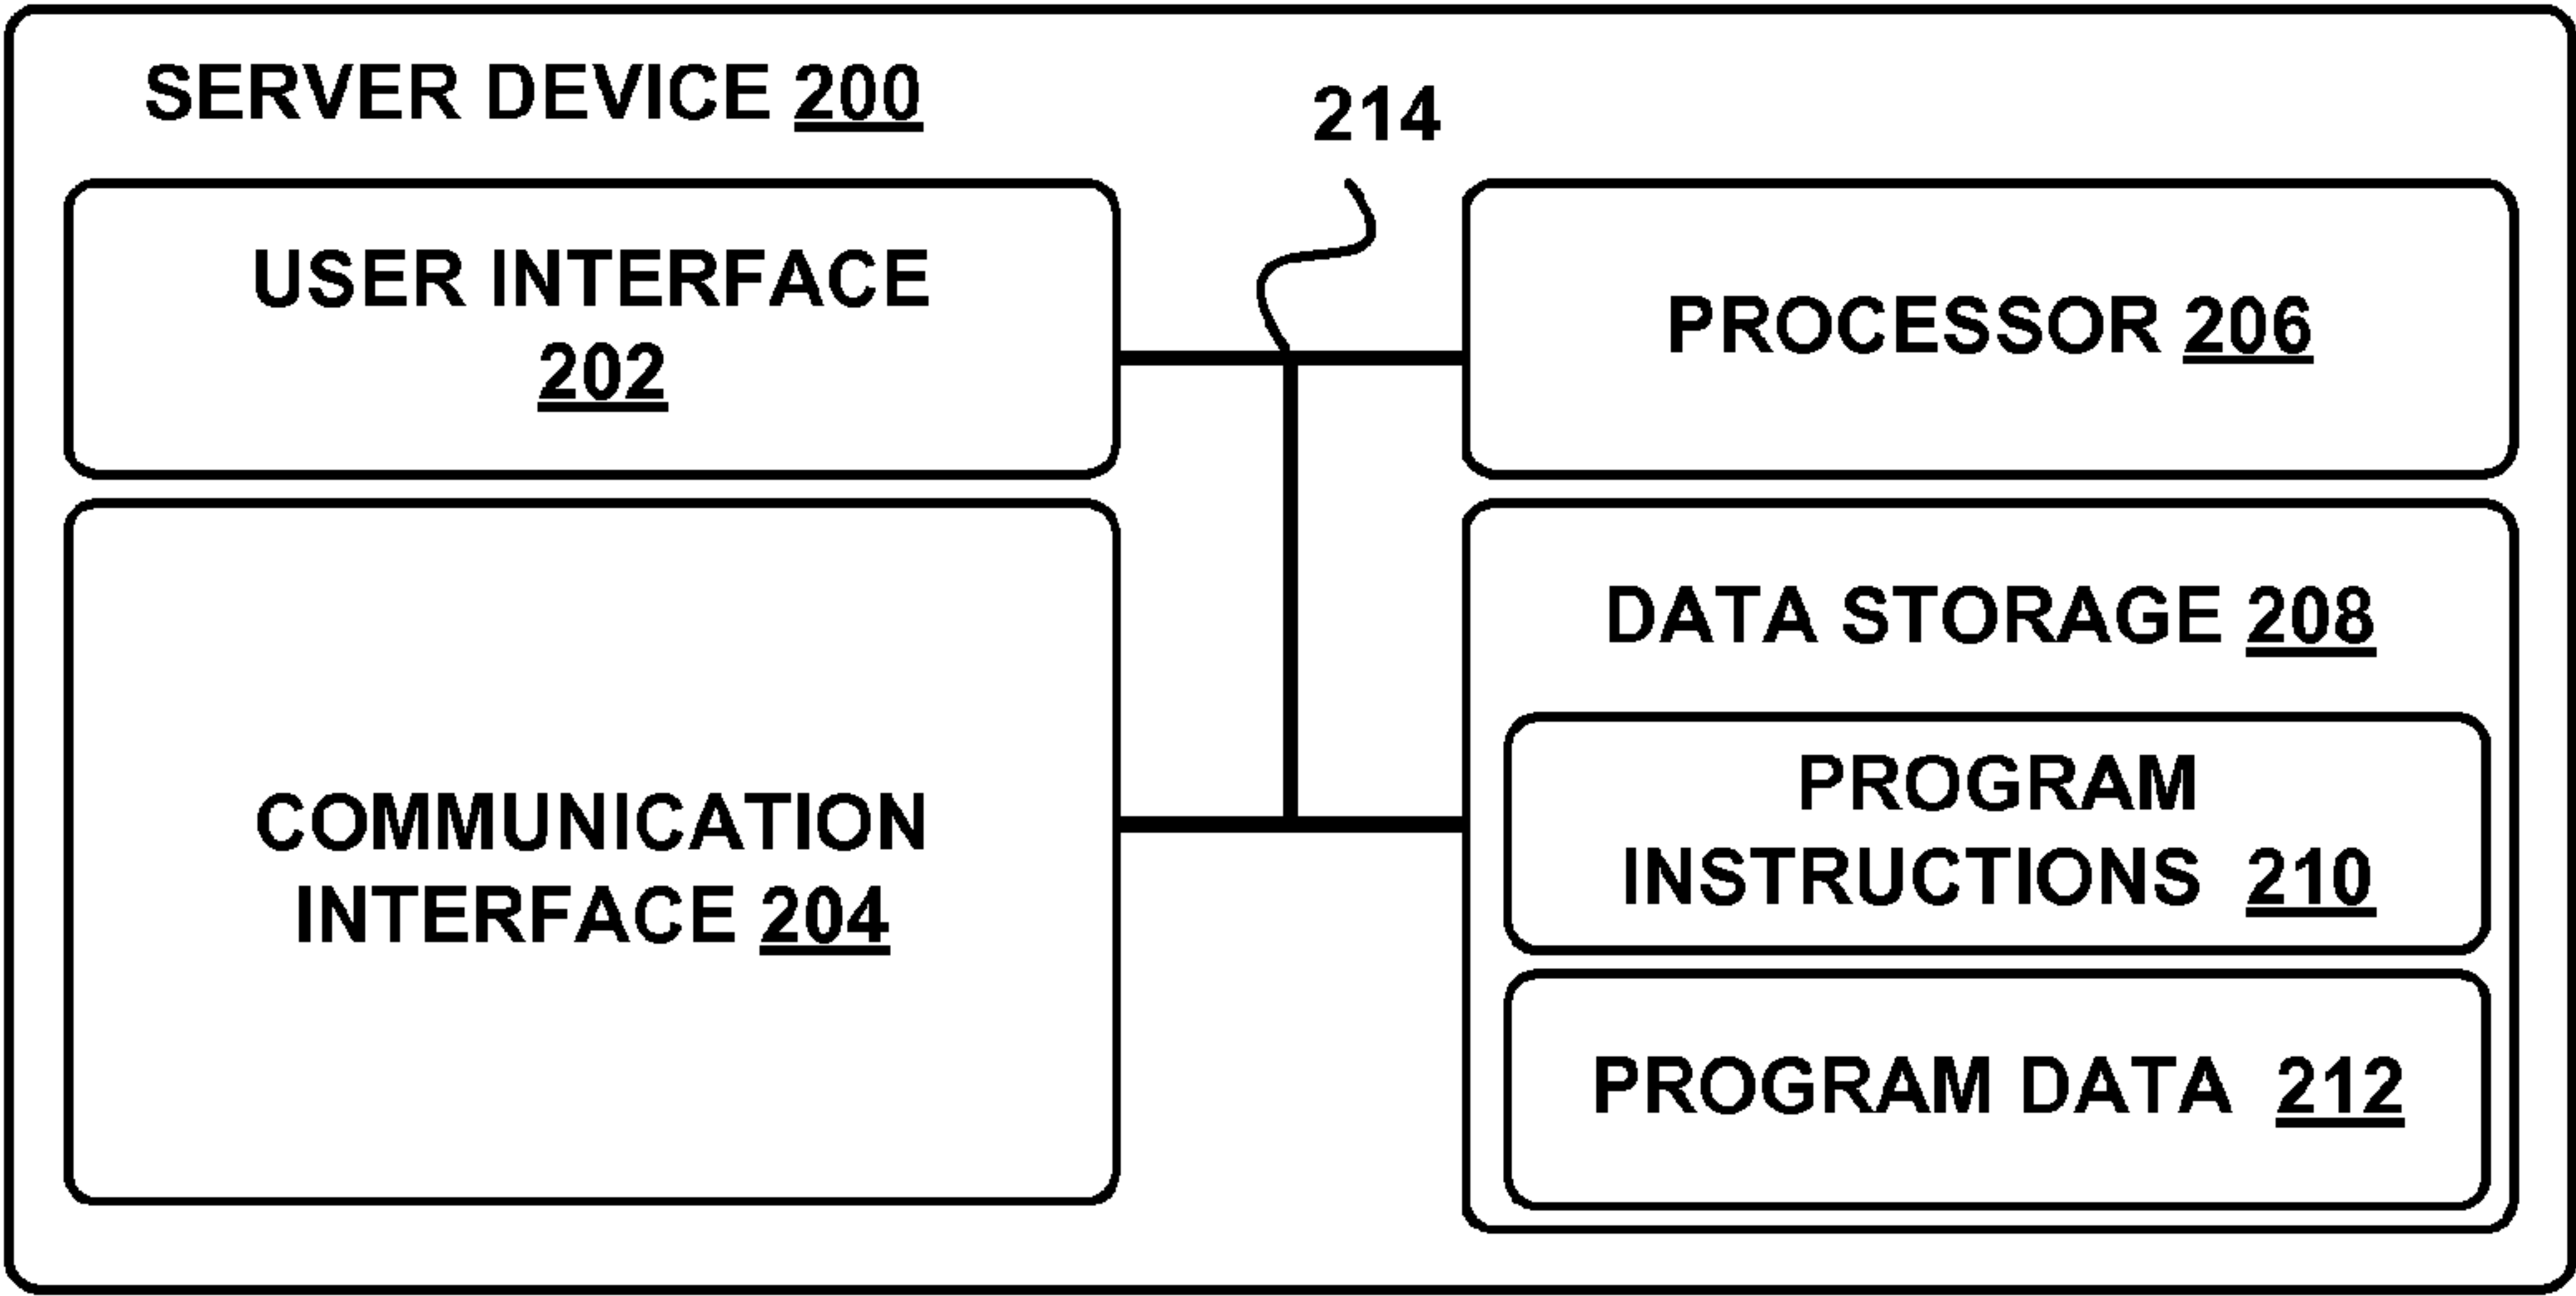 SERVER DEVICE 200
214
USER INTERFACE
202
PROCESSOR 206
COMMUNICATION
INTERFACE 204
DATA STORAGE 208
PROGRAM
INSTRUCTIONS 210
PROGRAM DATA 212